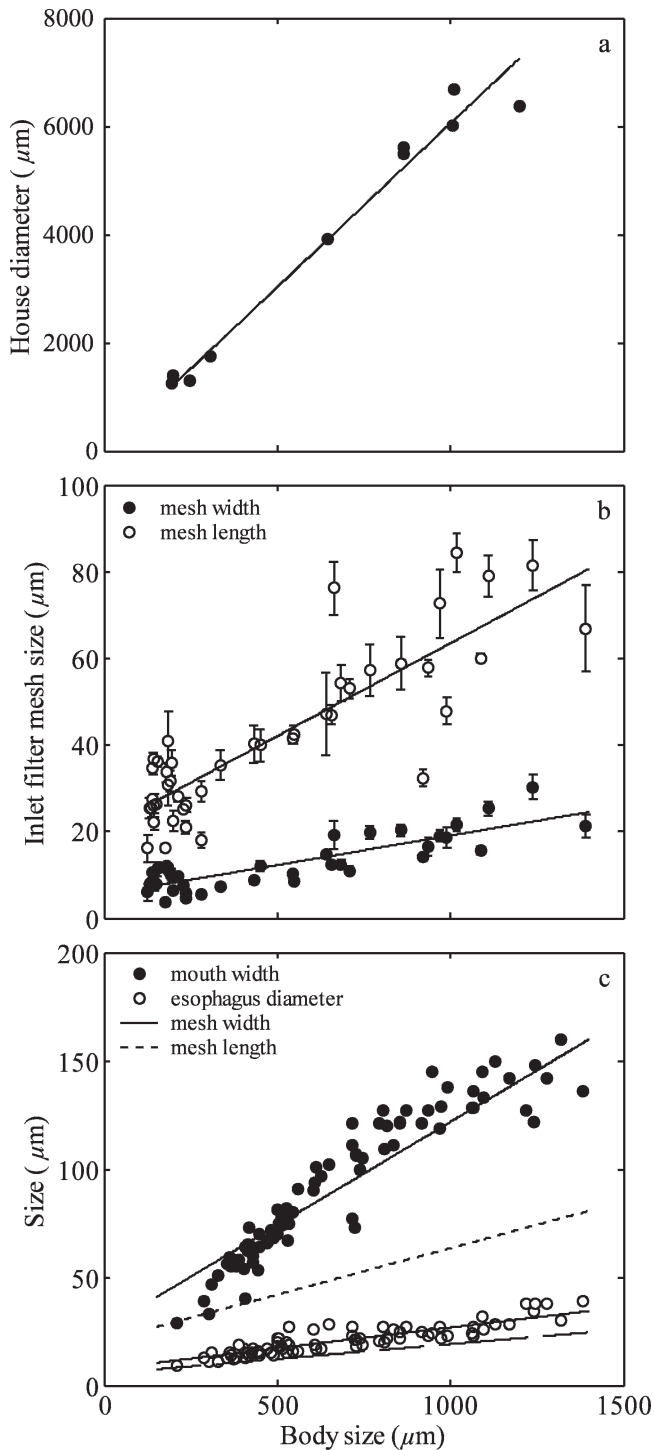 8000
a
6000
4000
2000
0
House diameter ( μm)
100
mesh width
b
mesh length
80
60
40
20
0
Inlet filter mesh size (μm)
200
mouth width
c
esophagus diameter
mesh width
mesh length
150
100
50
0
Size ( μm)
0
500
1000
1500
Body size (μm)